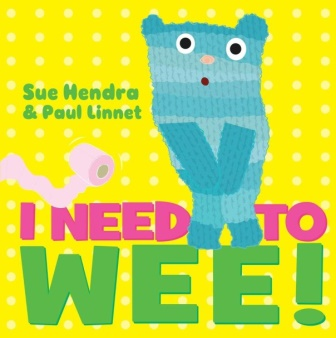 Sue Hendra
& Paul Linnet
I NEED TO
WEE!